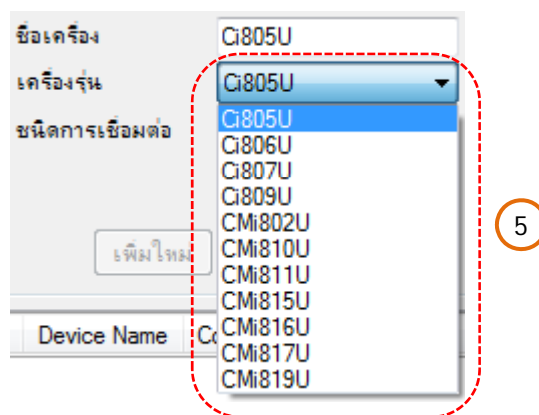 ชื่อเครื่อง Ci805U
เครื่องรุ่น Ci805U
ชนิดการเชื่อมต่อ Ci805U
Ci806U
Ci807U
Ci809U
CMi802U
เพิ่มใหม่ CMi810U
CMi811U
CMi815U
CMi816U
Device Name CMi817U
CMi819U
5